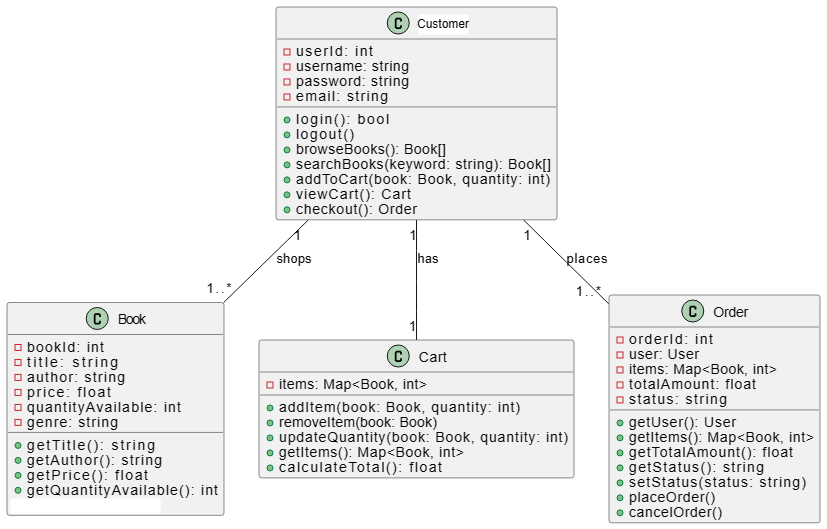 C Customer
userId: int
username: string
password: string
email: string
login(): bool
logout()
browseBooks(): Book[]
searchBooks(keyword: string): Book[]
addToCart(book: Book, quantity: int)
viewCart(): Cart
checkout(): Order
1
1
1
shops
has
places
1..*
1
1..*
C Book
bookId: int
title: string
author: string
price: float
quantityAvailable: int
genre: string
getTitle(): string
getAuthor(): string
getPrice(): float
getQuantityAvailable(): int
C Cart
items: Map<Book, int>
addItem(book: Book, quantity: int)
removeItem(book: Book)
updateQuantity(book: Book, quantity: int)
getItems(): Map<Book, int>
calculateTotal(): float
C Order
orderId: int
user: User
items: Map<Book, int>
totalAmount: float
status: string
getUser(): User
getItems(): Map<Book, int>
getTotalAmount(): float
getStatus(): string
setStatus(status: string)
placeOrder()
cancelOrder()